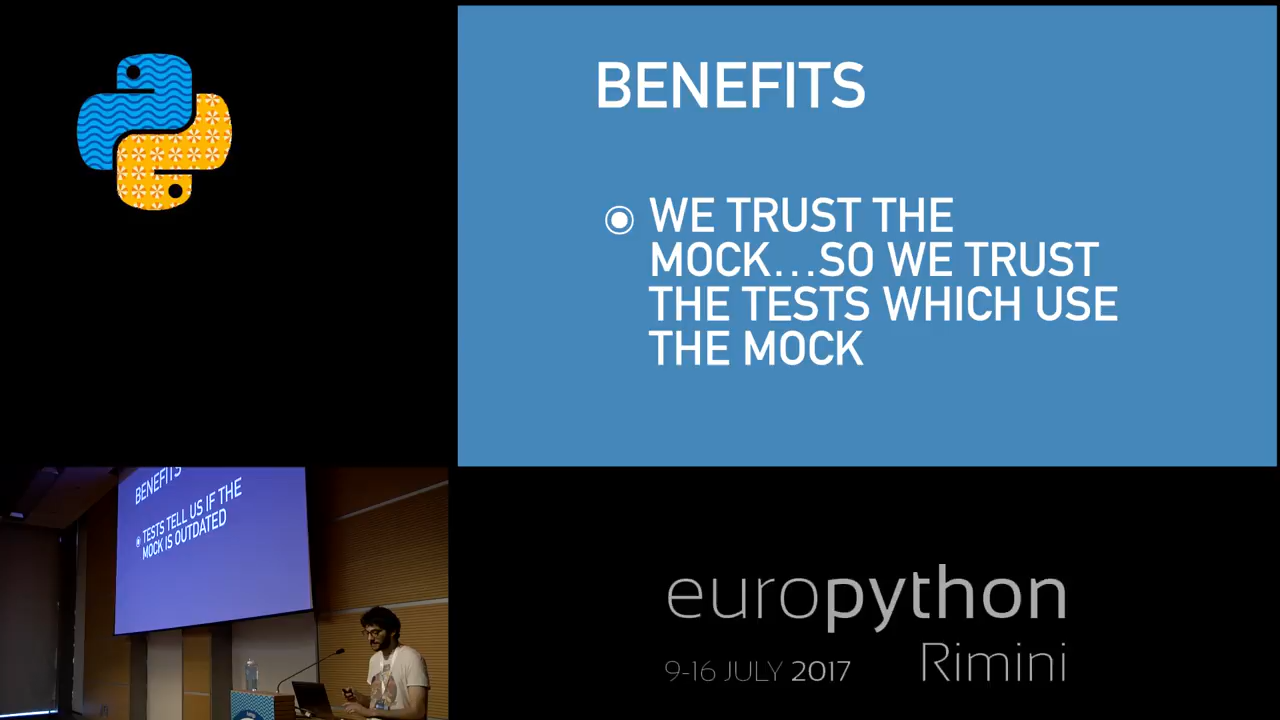 BENEFITS
WE TRUST THE
MOCK...SO WE TRUST
THE TESTS WHICH USE
THE MOCK
BENEFITS
TESTS TELL US IF THE
MOCK IS OUTDATED
europython
Rimini
9-16 JULY 2017